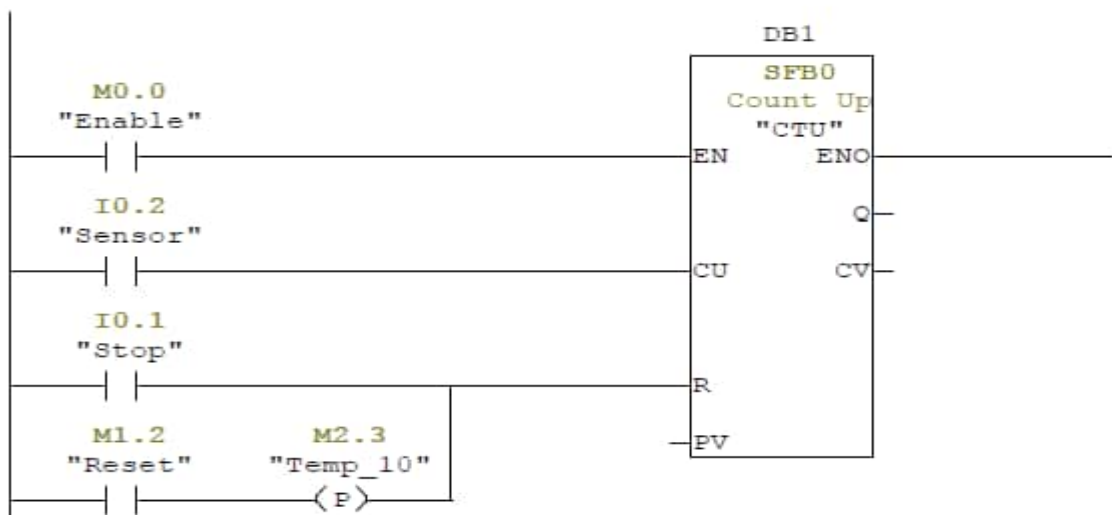 DB1
SFB0
Count Up
"CTU"
M0.0
"Enable"
EN
ENO
I0.2
"Sensor"
Q
CU
CV
I0.1
"Stop"
R
M1.2
M2.3
PV
"Reset"
"Temp_10"
P